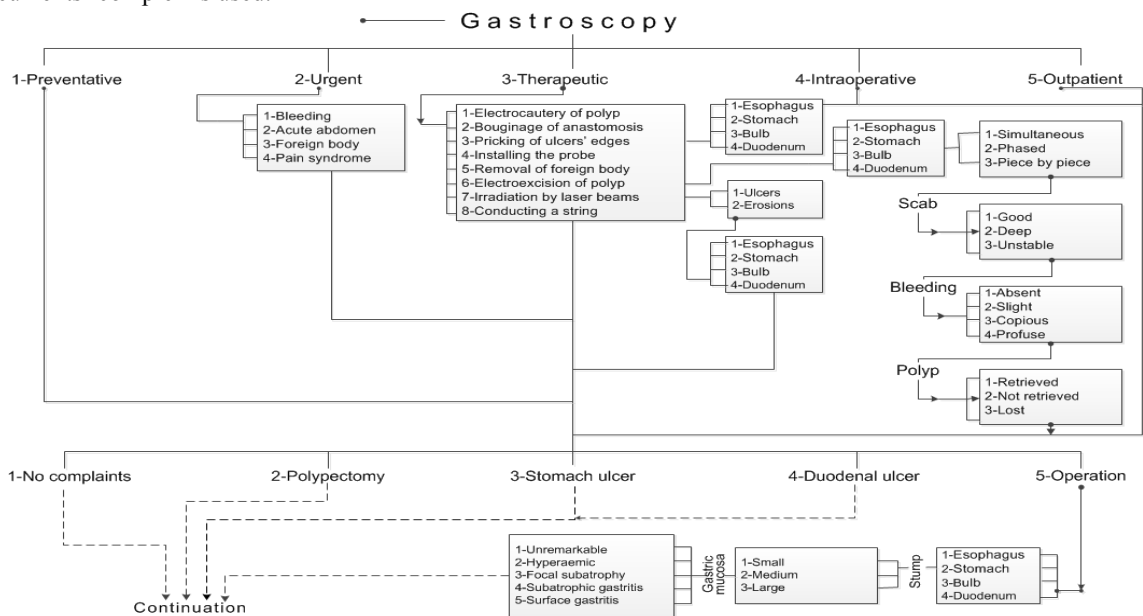 Gastroscopy
1-Preventative
2-Urgent
3-Therapeutic
4-Intraoperative
5-Outpatient
1-Bleeding
2-Acute abdomen
3-Foreign body
4-Pain syndrome
1-Electrocautery of polyp
2-Bouginage of anastomosis
3-Pricking of ulcers' edges
4-Installing the probe
5-Removal of foreign body
6-Electroexcision of polyp
7-Irradiation by laser beams
8-Conducting a string
1-Esophagus
2-Stomach
3-Bulb
4-Duodenum
1-Esophagus
2-Stomach
3-Bulb
4-Duodenum
1-Simultaneous
2-Phased
3-Piece by piece
1-Ulcers
2-Erosions
1-Esophagus
2-Stomach
3-Bulb
4-Duodenum
Scab
1-Good
2-Deep
3-Unstable
Bleeding
1-Absent
2-Slight
3-Copious
4-Profuse
Polyp
1-Retrieved
2-Not retrieved
3-Lost
1-No complaints
2-Polypectomy
3-Stomach ulcer
4-Duodenal ulcer
5-Operation
1-Unremarkable
2-Hyperaemic
3-Focal subatrophy
4-Subatrophic gastritis
5-Surface gastritis
Gastric
mucosa
1-Small
2-Medium
3-Large
Stump
1-Esophagus
2-Stomach
3-Bulb
4-Duodenum
Continuation